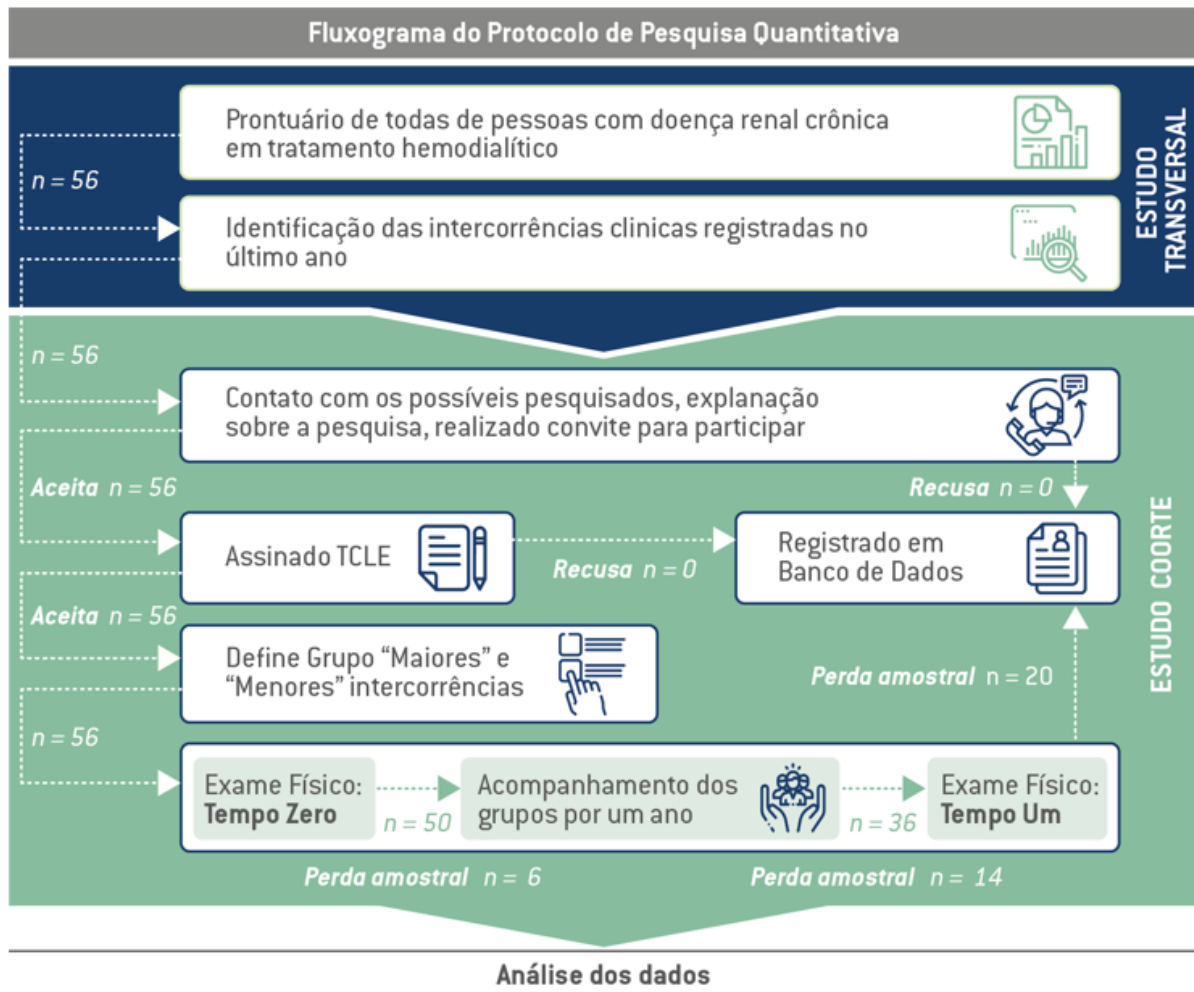 Fluxograma do Protocolo de Pesquisa Quantitativa
Prontuário de todas de pessoas com doença renal crônica
em tratamento hemodialítico
n = 56
Identificação das intercorrências clinicas registradas no
último ano
ESTUDO
TRANSVERSAL
n = 56
Contato com os possíveis pesquisados, explanação
sobre a pesquisa, realizado convite para participar
Aceita n = 56
Recusa n = 0
Assinado TCLE
Recusa n = 0
Registrado em
Banco de Dados
Aceita n = 56
Define Grupo “Maiores” e
“Menores” intercorrências
Perda amostral n = 20
ESTUDO COORTE
n = 56
Exame Físico:
Tempo Zero
n = 50
Acompanhamento dos
grupos por um ano
n = 36
Exame Físico:
Tempo Um
Perda amostral n = 6
Perda amostral n = 14
Análise dos dados